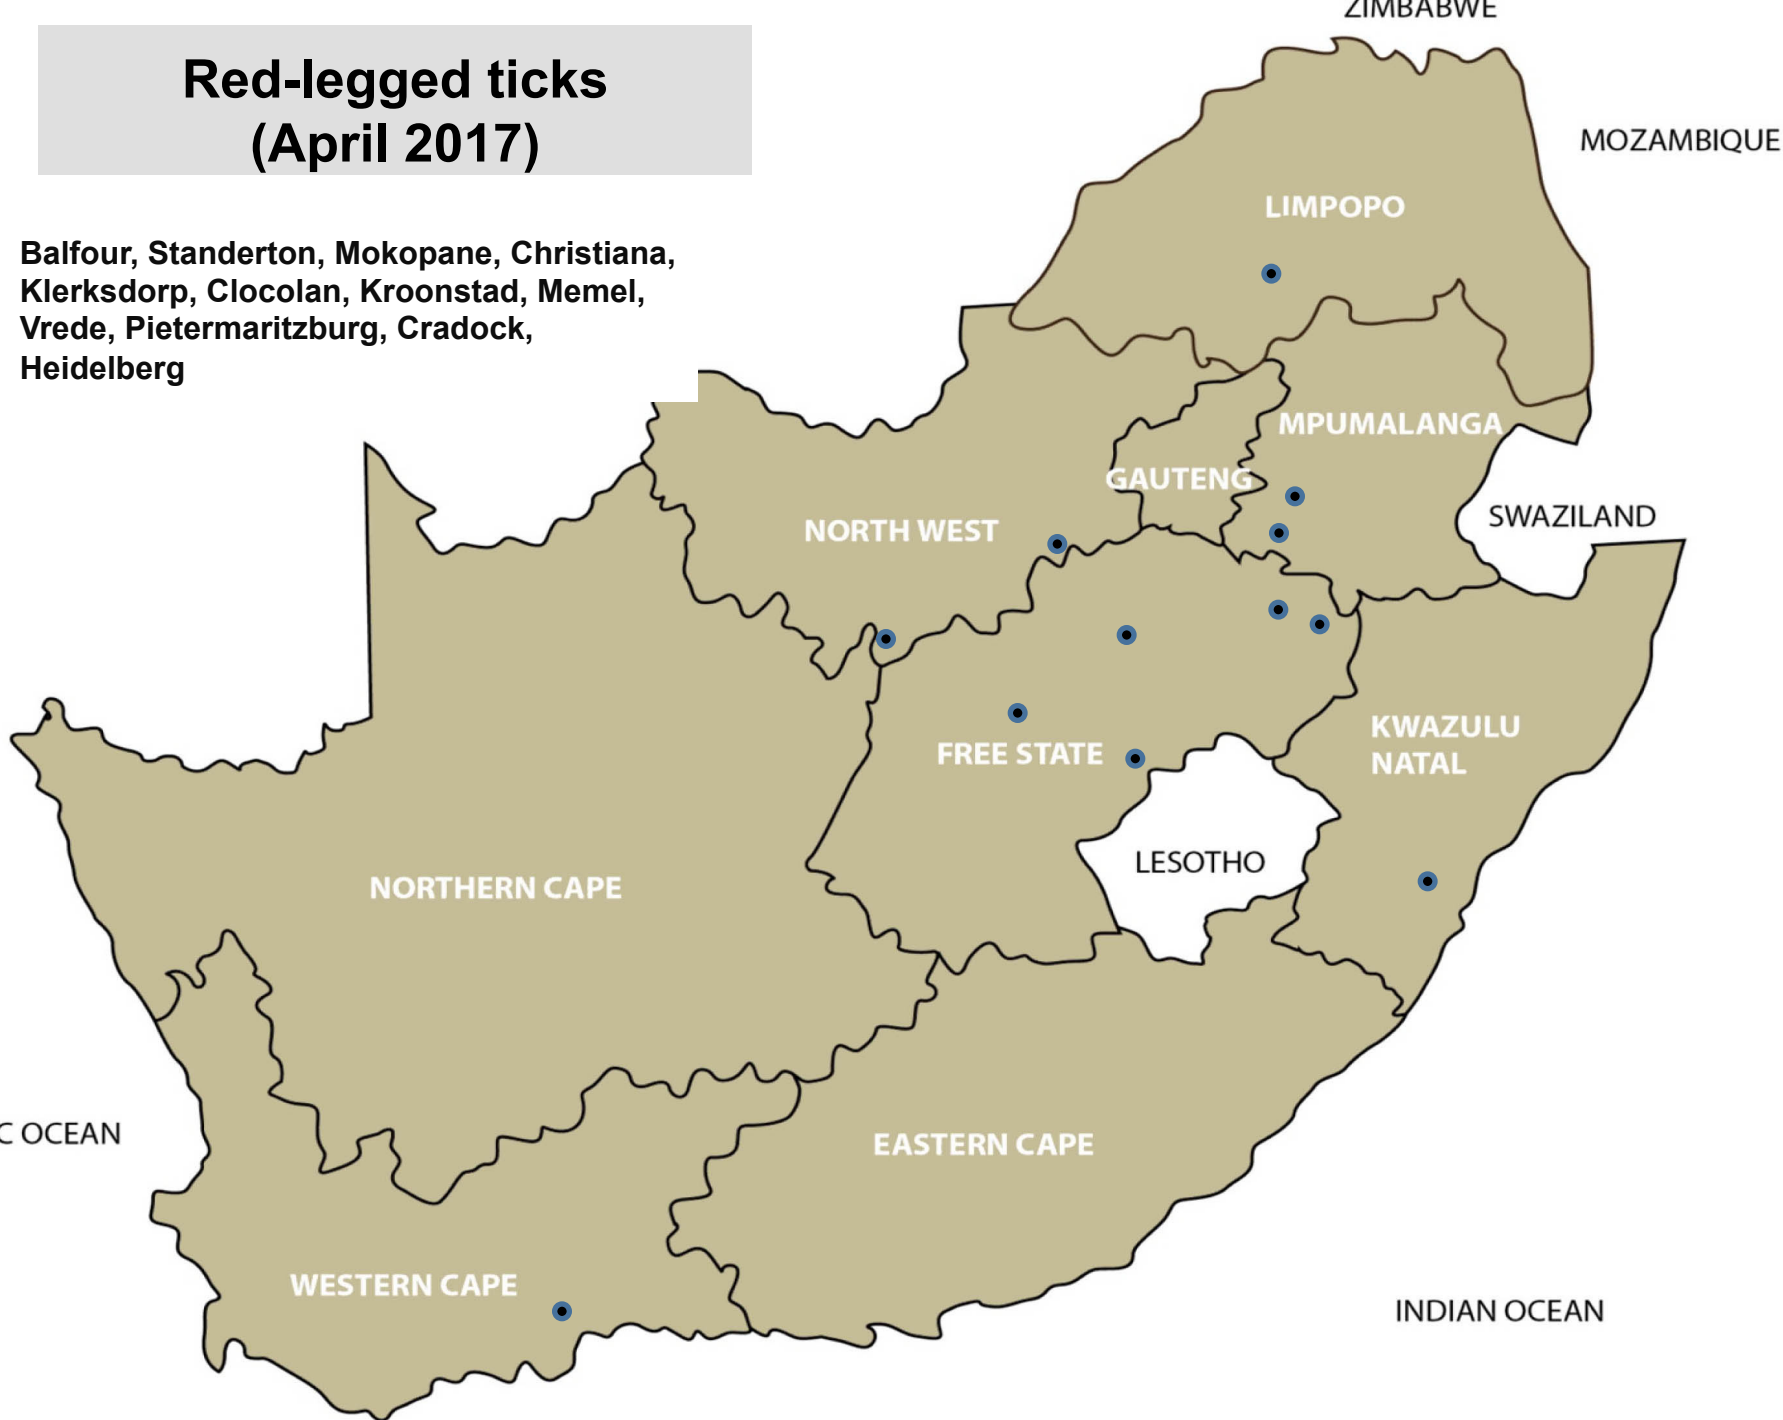 ZIMBABWE
Red-legged ticks
(April 2017)
MOZAMBIQUE
LIMPOPO
Balfour, Standerton, Mokopane, Christiana,
Klerksdorp, Clocolan, Kroonstad, Memel,
Vrede, Pietermaritzburg, Cradock,
Heidelberg
MPUMALANGA
GAUTENG
SWAZILAND
NORTH WEST
KWAZULU
NATAL
FREE STATE
LESOTHO
NORTHERN CAPE
C OCEAN
EASTERN CAPE
WESTERN CAPE
INDIAN OCEAN